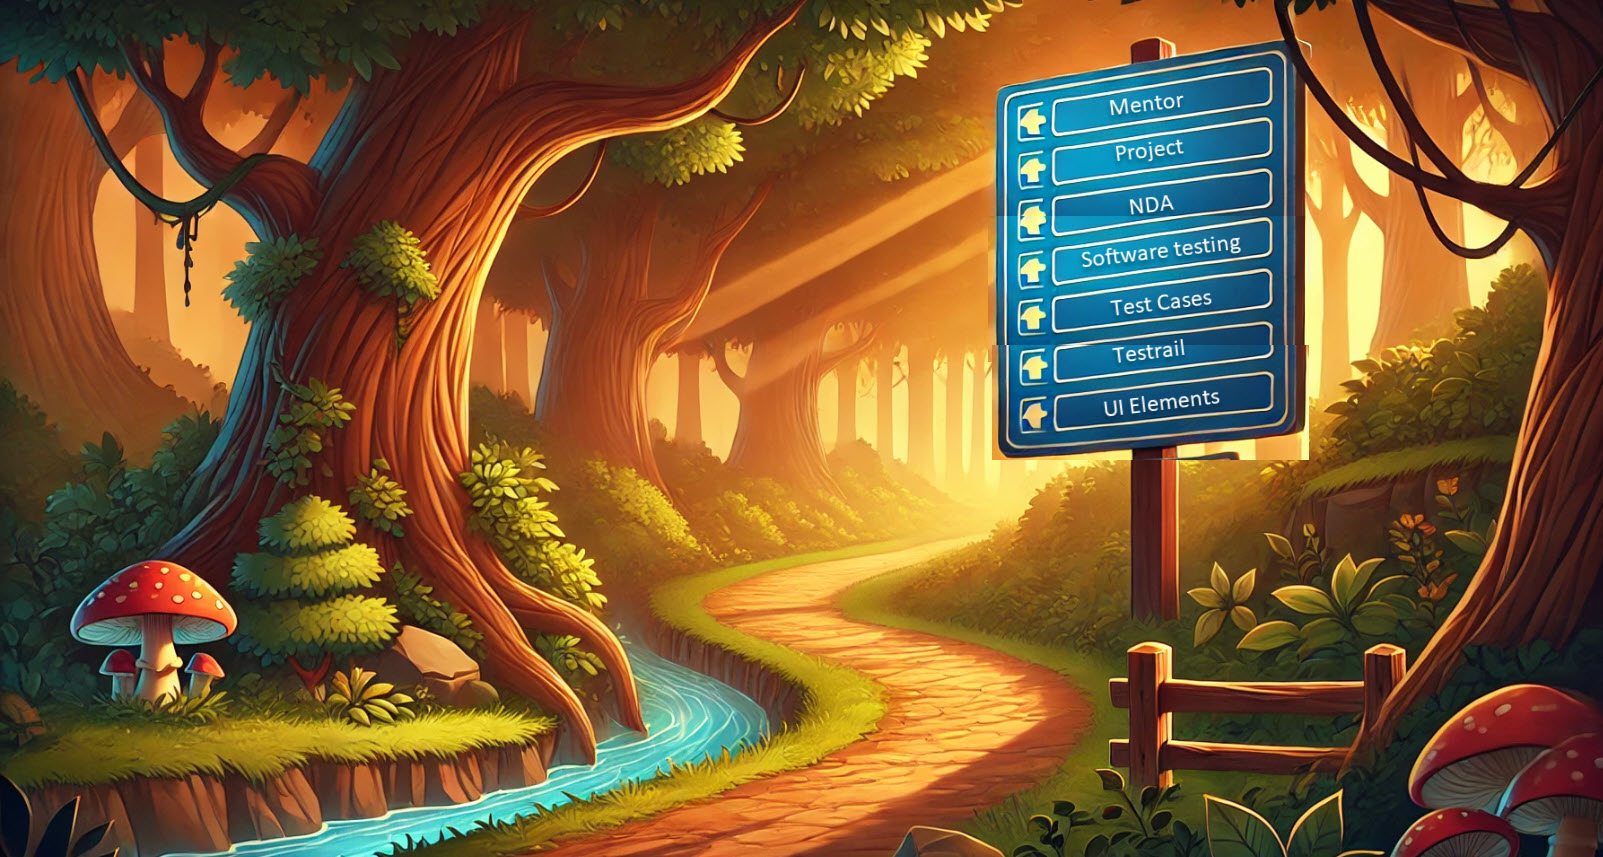 Mentor
Project
NDA
Software testing
Test Cases
Testrail
UI Elements